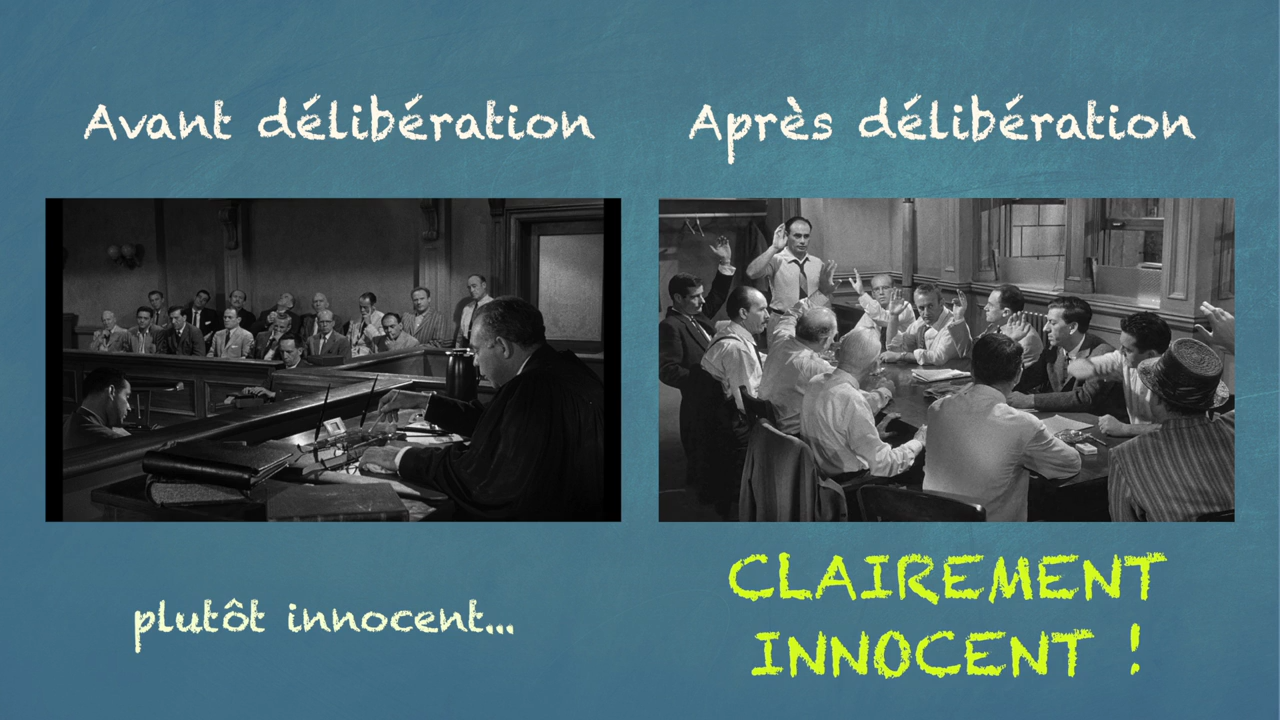 Avant délibération
Après délibération
plutôt innocent...
CLAIREMENT
INNOCENT !